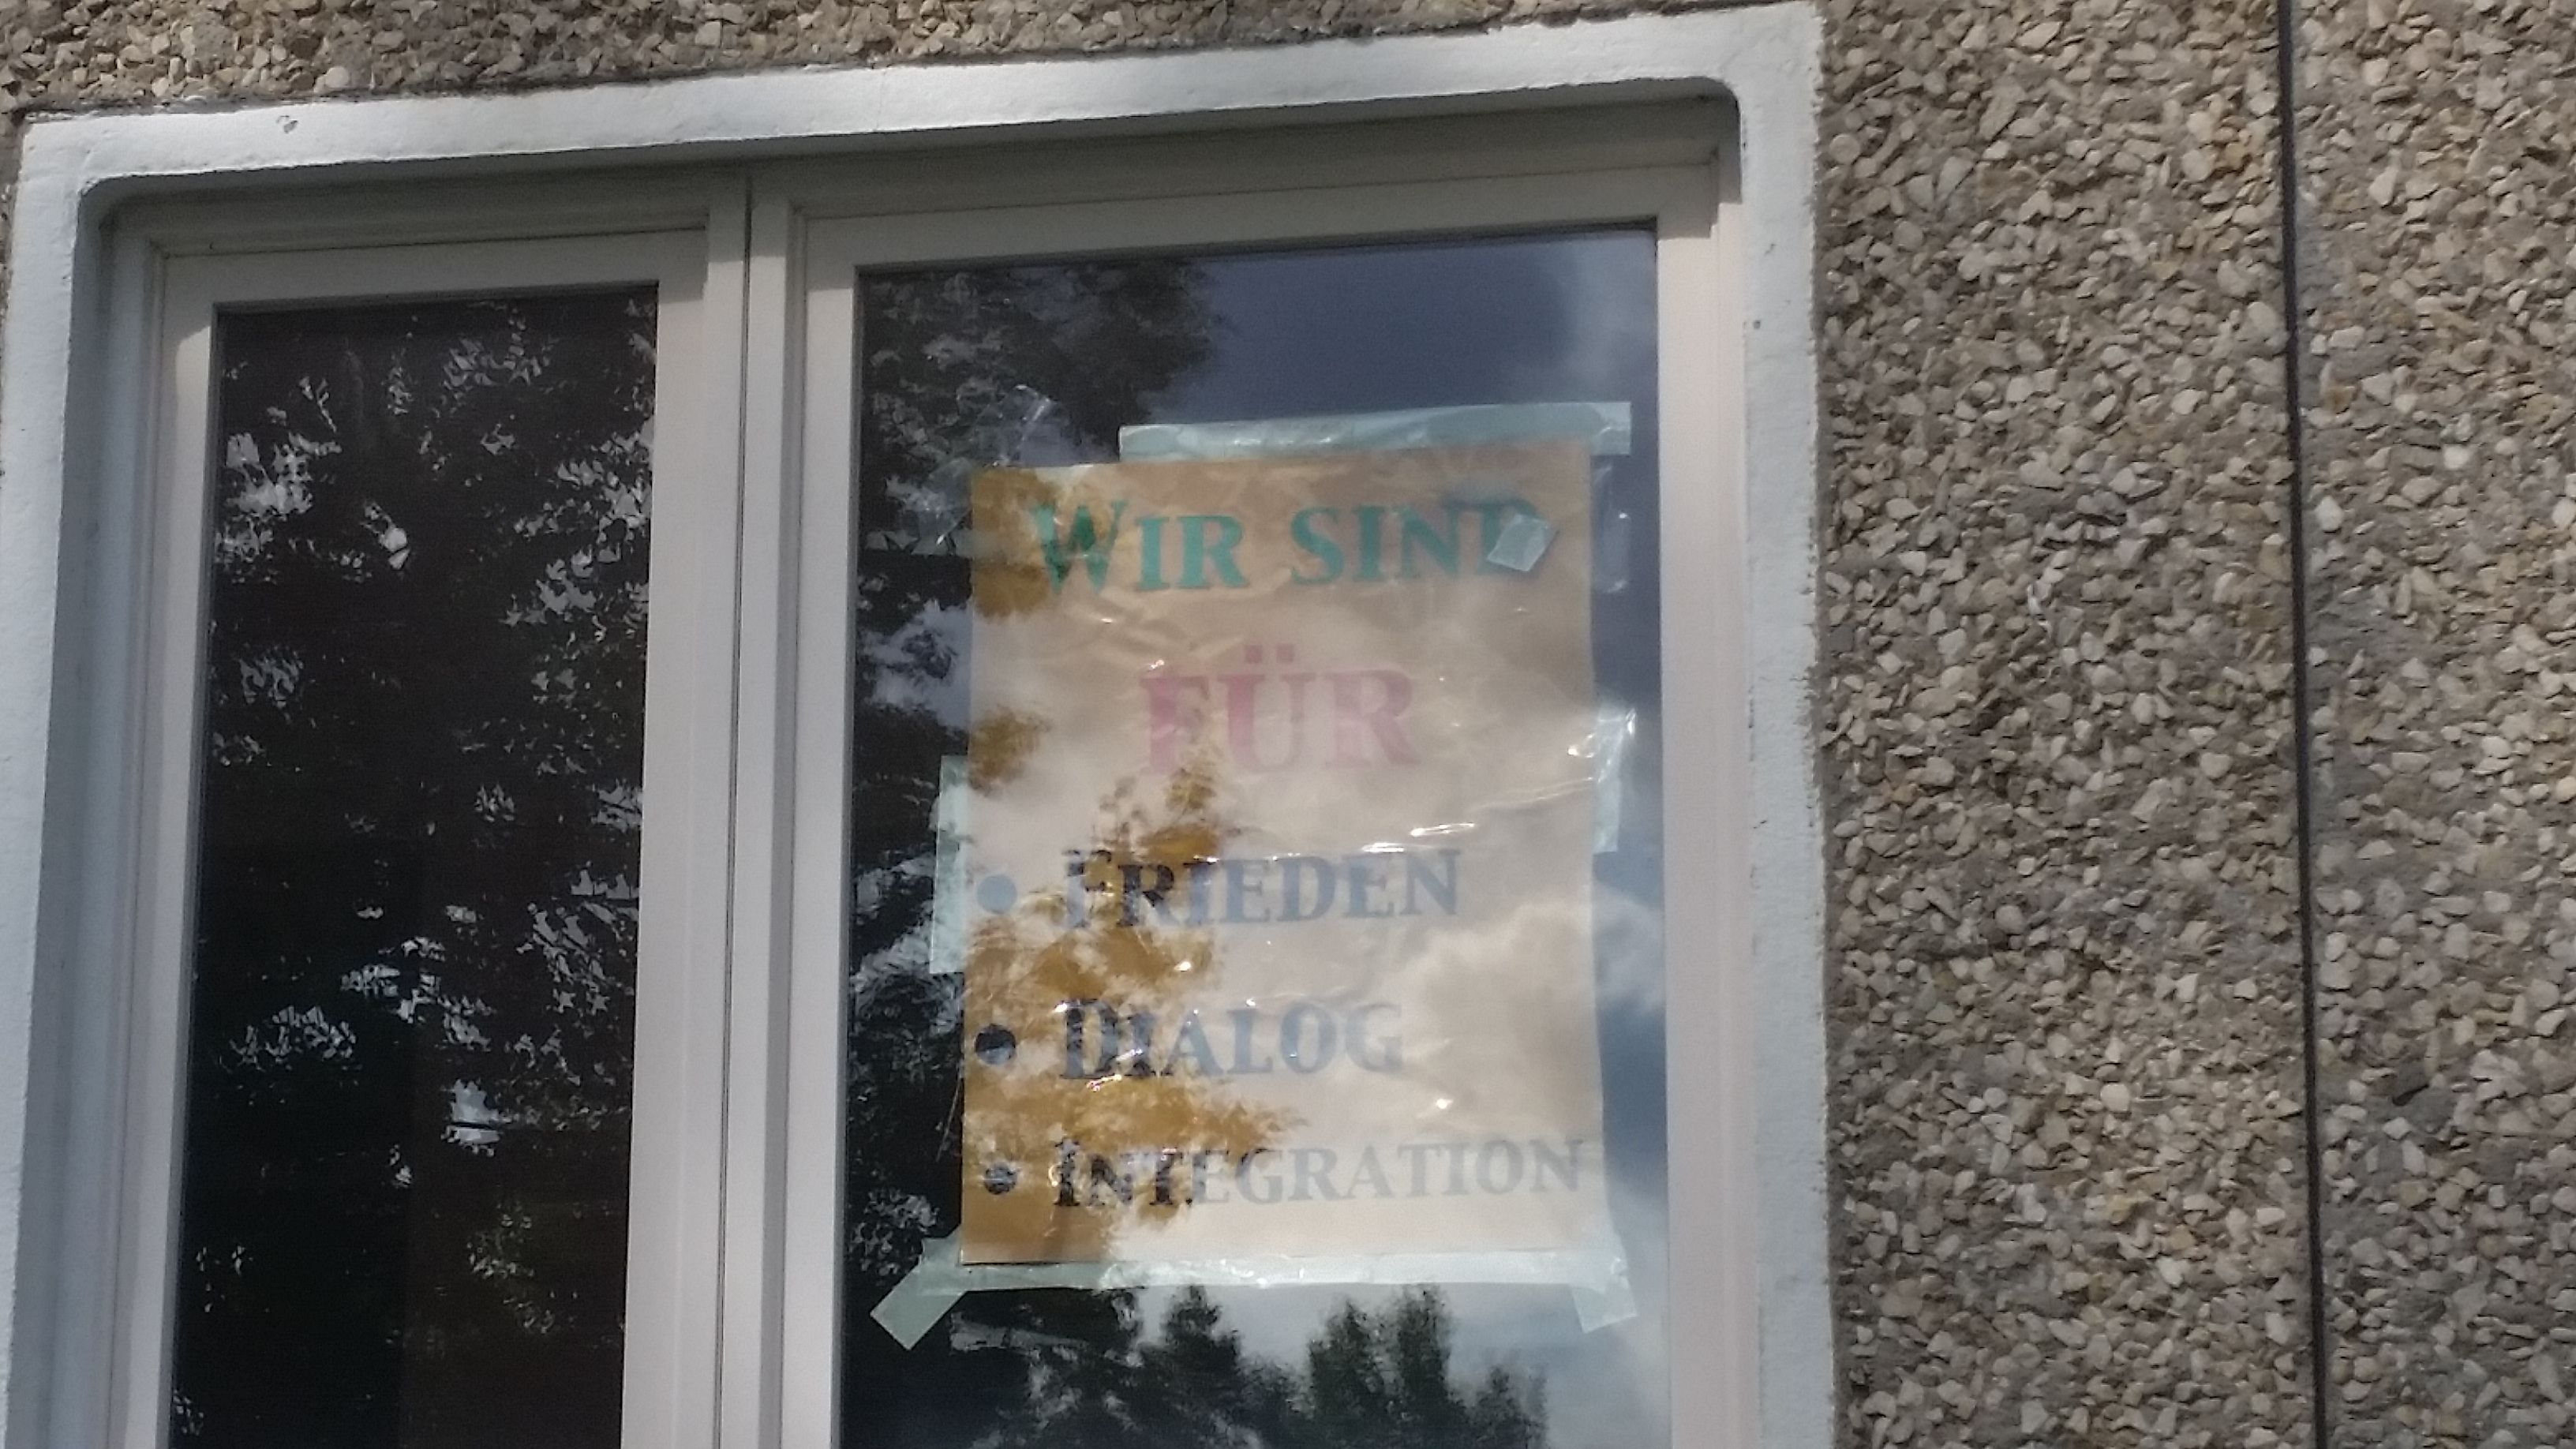 WIR SIND
FÜR
• FRIEDEN
• DIALOG
• INTEGRATION